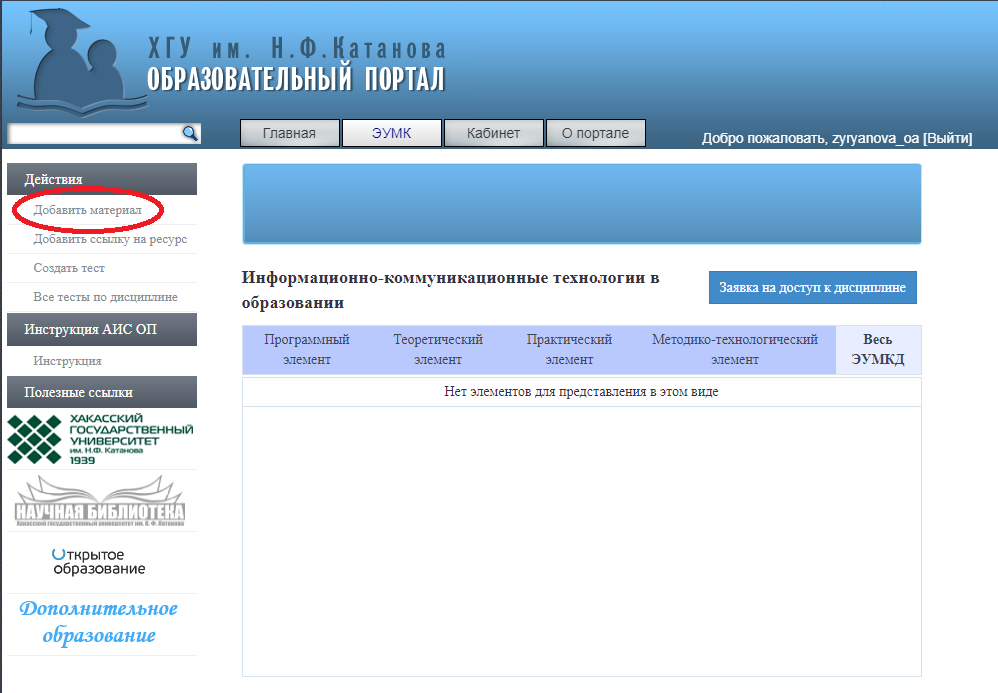 ХГУ им. Н.Ф.Катанова
ОБРАЗОВАТЕЛЬНЫЙ ПОРТАЛ
Главная
ЭУМК
Кабинет
О портале
Добро пожаловать, zyryanova_oa [Выйти]
Действия
Добавить материал
Добавить ссылку на ресурс
Создать тест
Все тесты по дисциплине
Инструкция АИС ОП
Инструкция
Полезные ссылки
ХАКАССКИЙ
ГОСУДАРСТВЕННЫЙ
УНИВЕРСИТЕТ
им. Н.Ф. Катанова
1939
НАУЧНАЯ БИБЛИОТЕКА
Хакасский государственный университет им. Н. Ф. Катанова
Открытое
образование
Дополнительное
образование
Информационно-коммуникационные технологии в
образовании
Заявка на доступ к дисциплине
Программный
элемент
Теоретический
элемент
Практический
элемент
Методико-технологический
элемент
Весь
ЭУМКД
Нет элементов для представления в этом виде